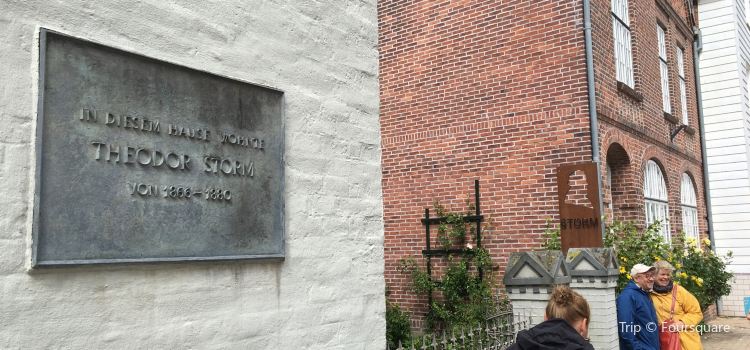 IN DIESEM HAUSE WOHNTE
THEODOR STORM
VON 1866 – 1880
STORM
Trip © Foursquare